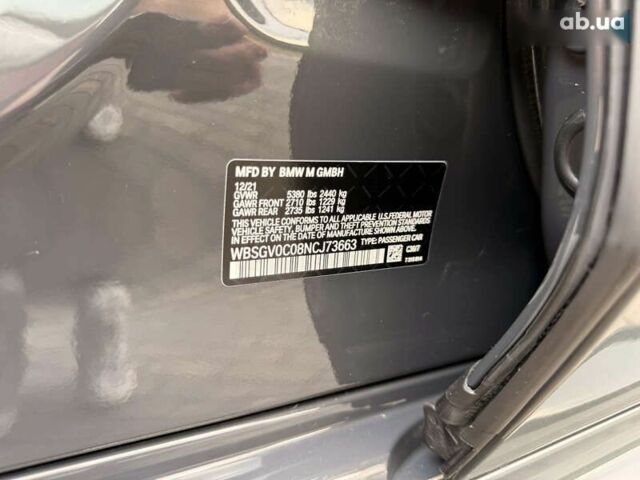 ab.ua
MFD BY BMW M GMBH
12/21
GVWR 5380 lbs 2440 kg
GAWR FRONT 2710 lbs 1229 kg
GAWR REAR 2735 lbs 1241 kg
THIS VEHICLE CONFORMS TO ALL APPLICABLE U.S. FEDERAL MOTOR
VEHICLE SAFETY, BUMPER AND THEFT PREVENTION STANDARDS IN
EFFECT ON THE DATE OF MANUFACTURE SHOWN ABOVE.
WBSGV0C08NCJ73663 TYPE: PASSENGER CAR